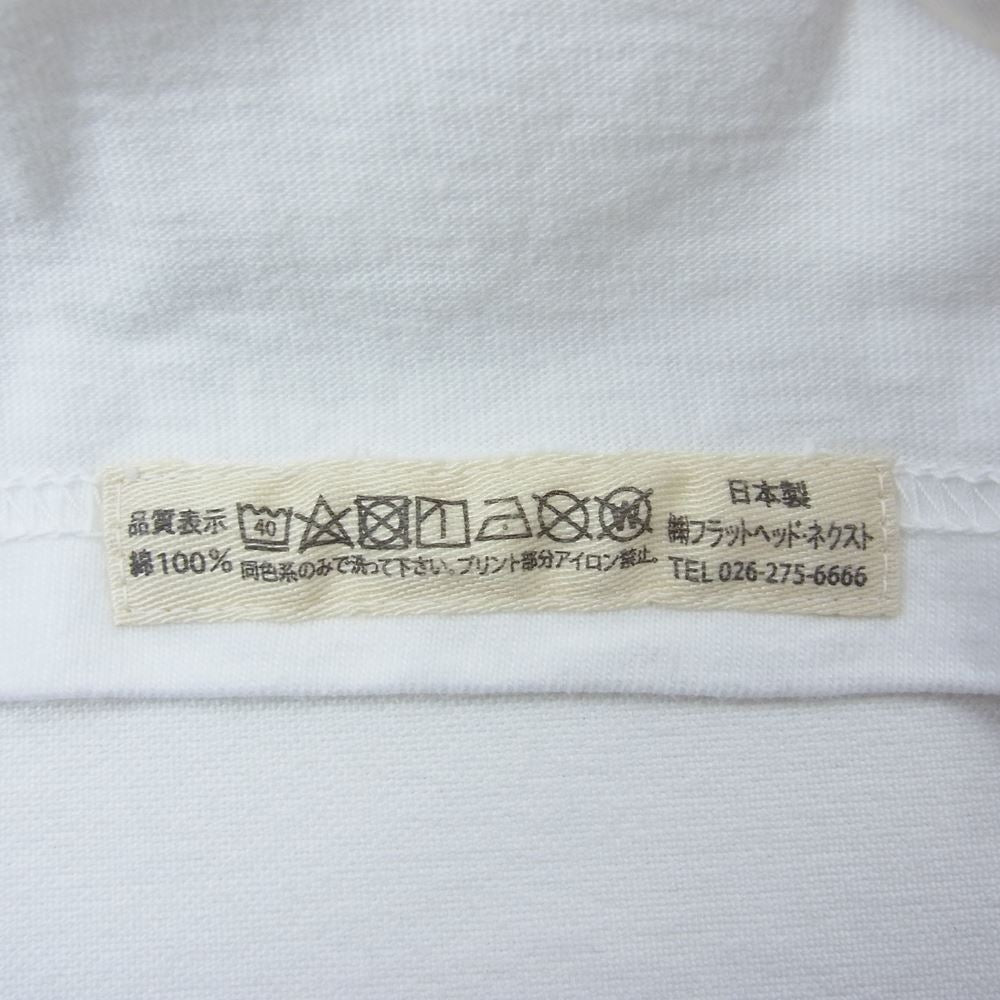 品質表示
綿100%
40
同色系のみで洗って下さい。プリント部分アイロン禁止。
日本製
㈱フラットヘッド・ネクスト
TEL 026-275-6666